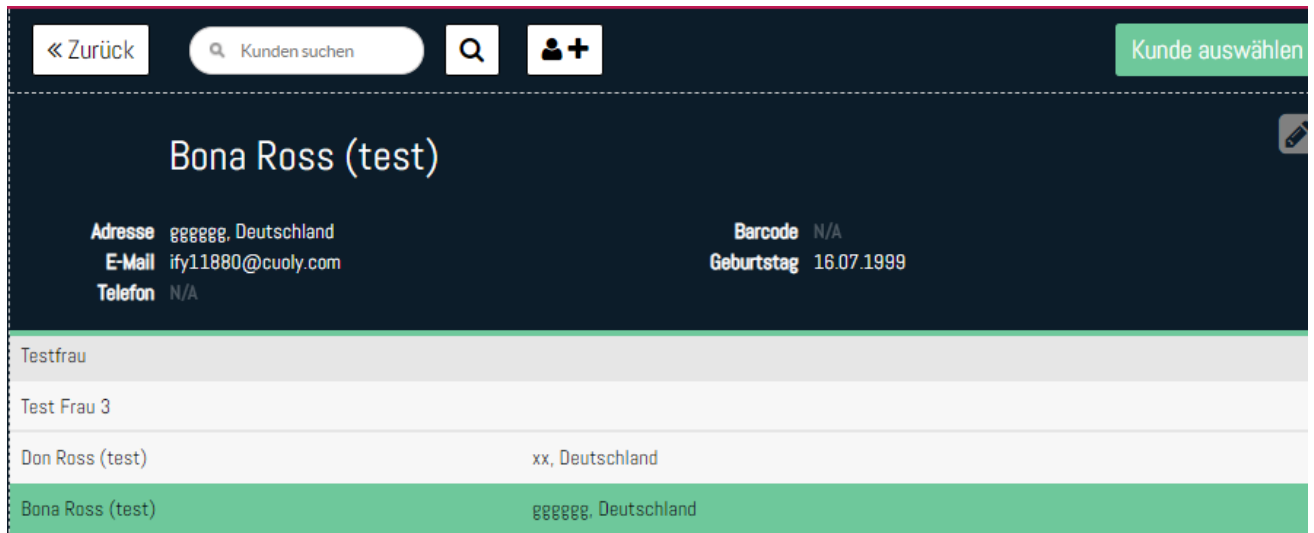 « Zurück Kunden suchen Kunde auswählen
Bona Ross (test)
Adresse gggggg, Deutschland Barcode N/A
E-Mail ify11880@cuoly.com Geburtstag 16.07.1999
Telefon N/A
Testfrau
Test Frau 3
Don Ross (test) xx, Deutschland
Bona Ross (test) gggggg, Deutschland